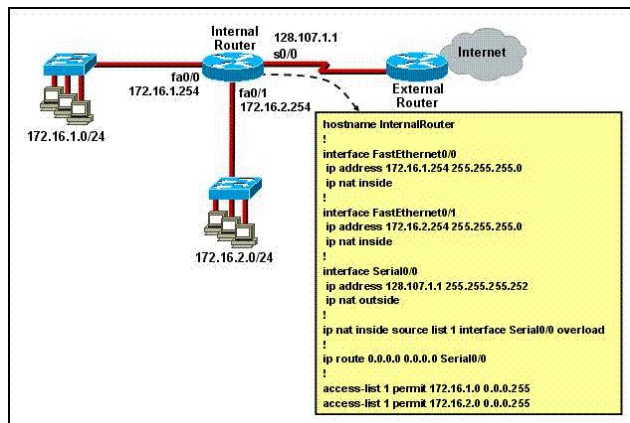 Internal
Router
128.107.1.1
s0/0
Internet
fa0/0
172.16.1.254
fa0/1
172.16.2.254
External
Router
172.16.1.0/24
172.16.2.0/24
hostname InternalRouter
!
interface FastEthernet0/0
ip address 172.16.1.254 255.255.255.0
ip nat inside
!
interface FastEthernet0/1
ip address 172.16.2.254 255.255.255.0
ip nat inside
!
interface Serial0/0
ip address 128.107.1.1 255.255.255.252
ip nat outside
!
ip nat inside source list 1 interface Serial0/0 overload
!
ip route 0.0.0.0 0.0.0.0 Serial0/0
!
access-list 1 permit 172.16.1.0 0.0.0.255
access-list 1 permit 172.16.2.0 0.0.0.255